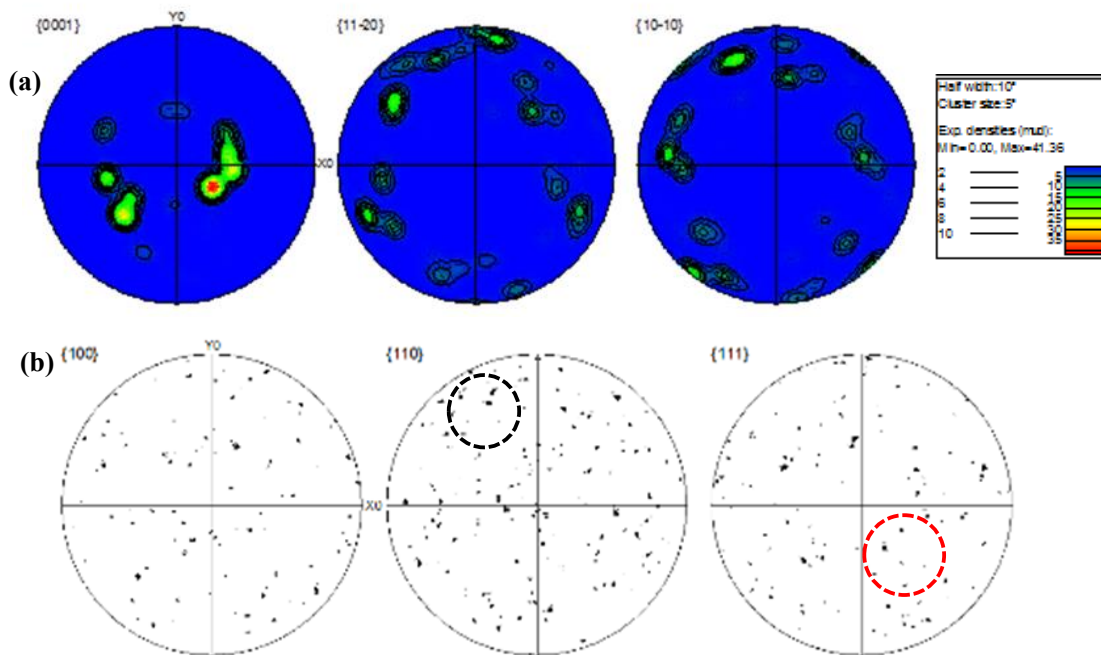 {0001}
Y0
{11-20}
{10-10}
(a)
X0
Half width:10°
Cluster size:5°
Exp. densities (mud):
Min= 0.00, Max=41.36
2
4
6
8
10
5
10
15
20
25
30
35
(b)
{100}
Y0
{110}
{111}
X0